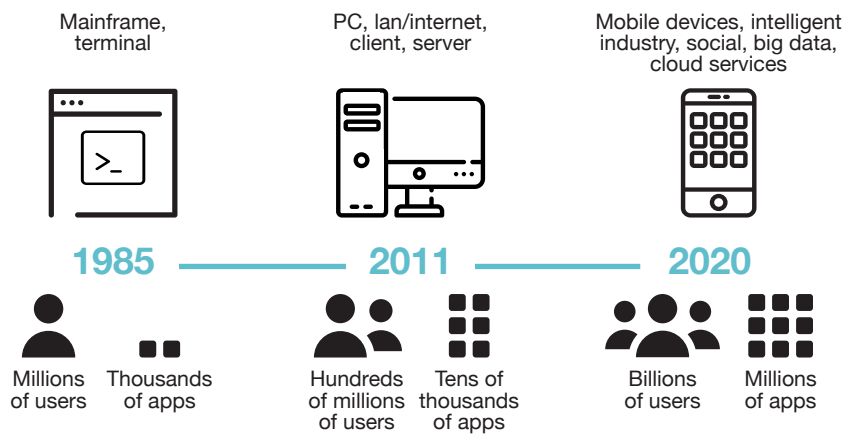 Mainframe,
terminal
PC, lan/internet,
client, server
Mobile devices, intelligent
industry, social, big data,
cloud services
>_
1985
2011
2020
Millions
of users
Thousands
of apps
Hundreds
of millions
of users
Tens of
thousands
of apps
Billions
of users
Millions
of apps